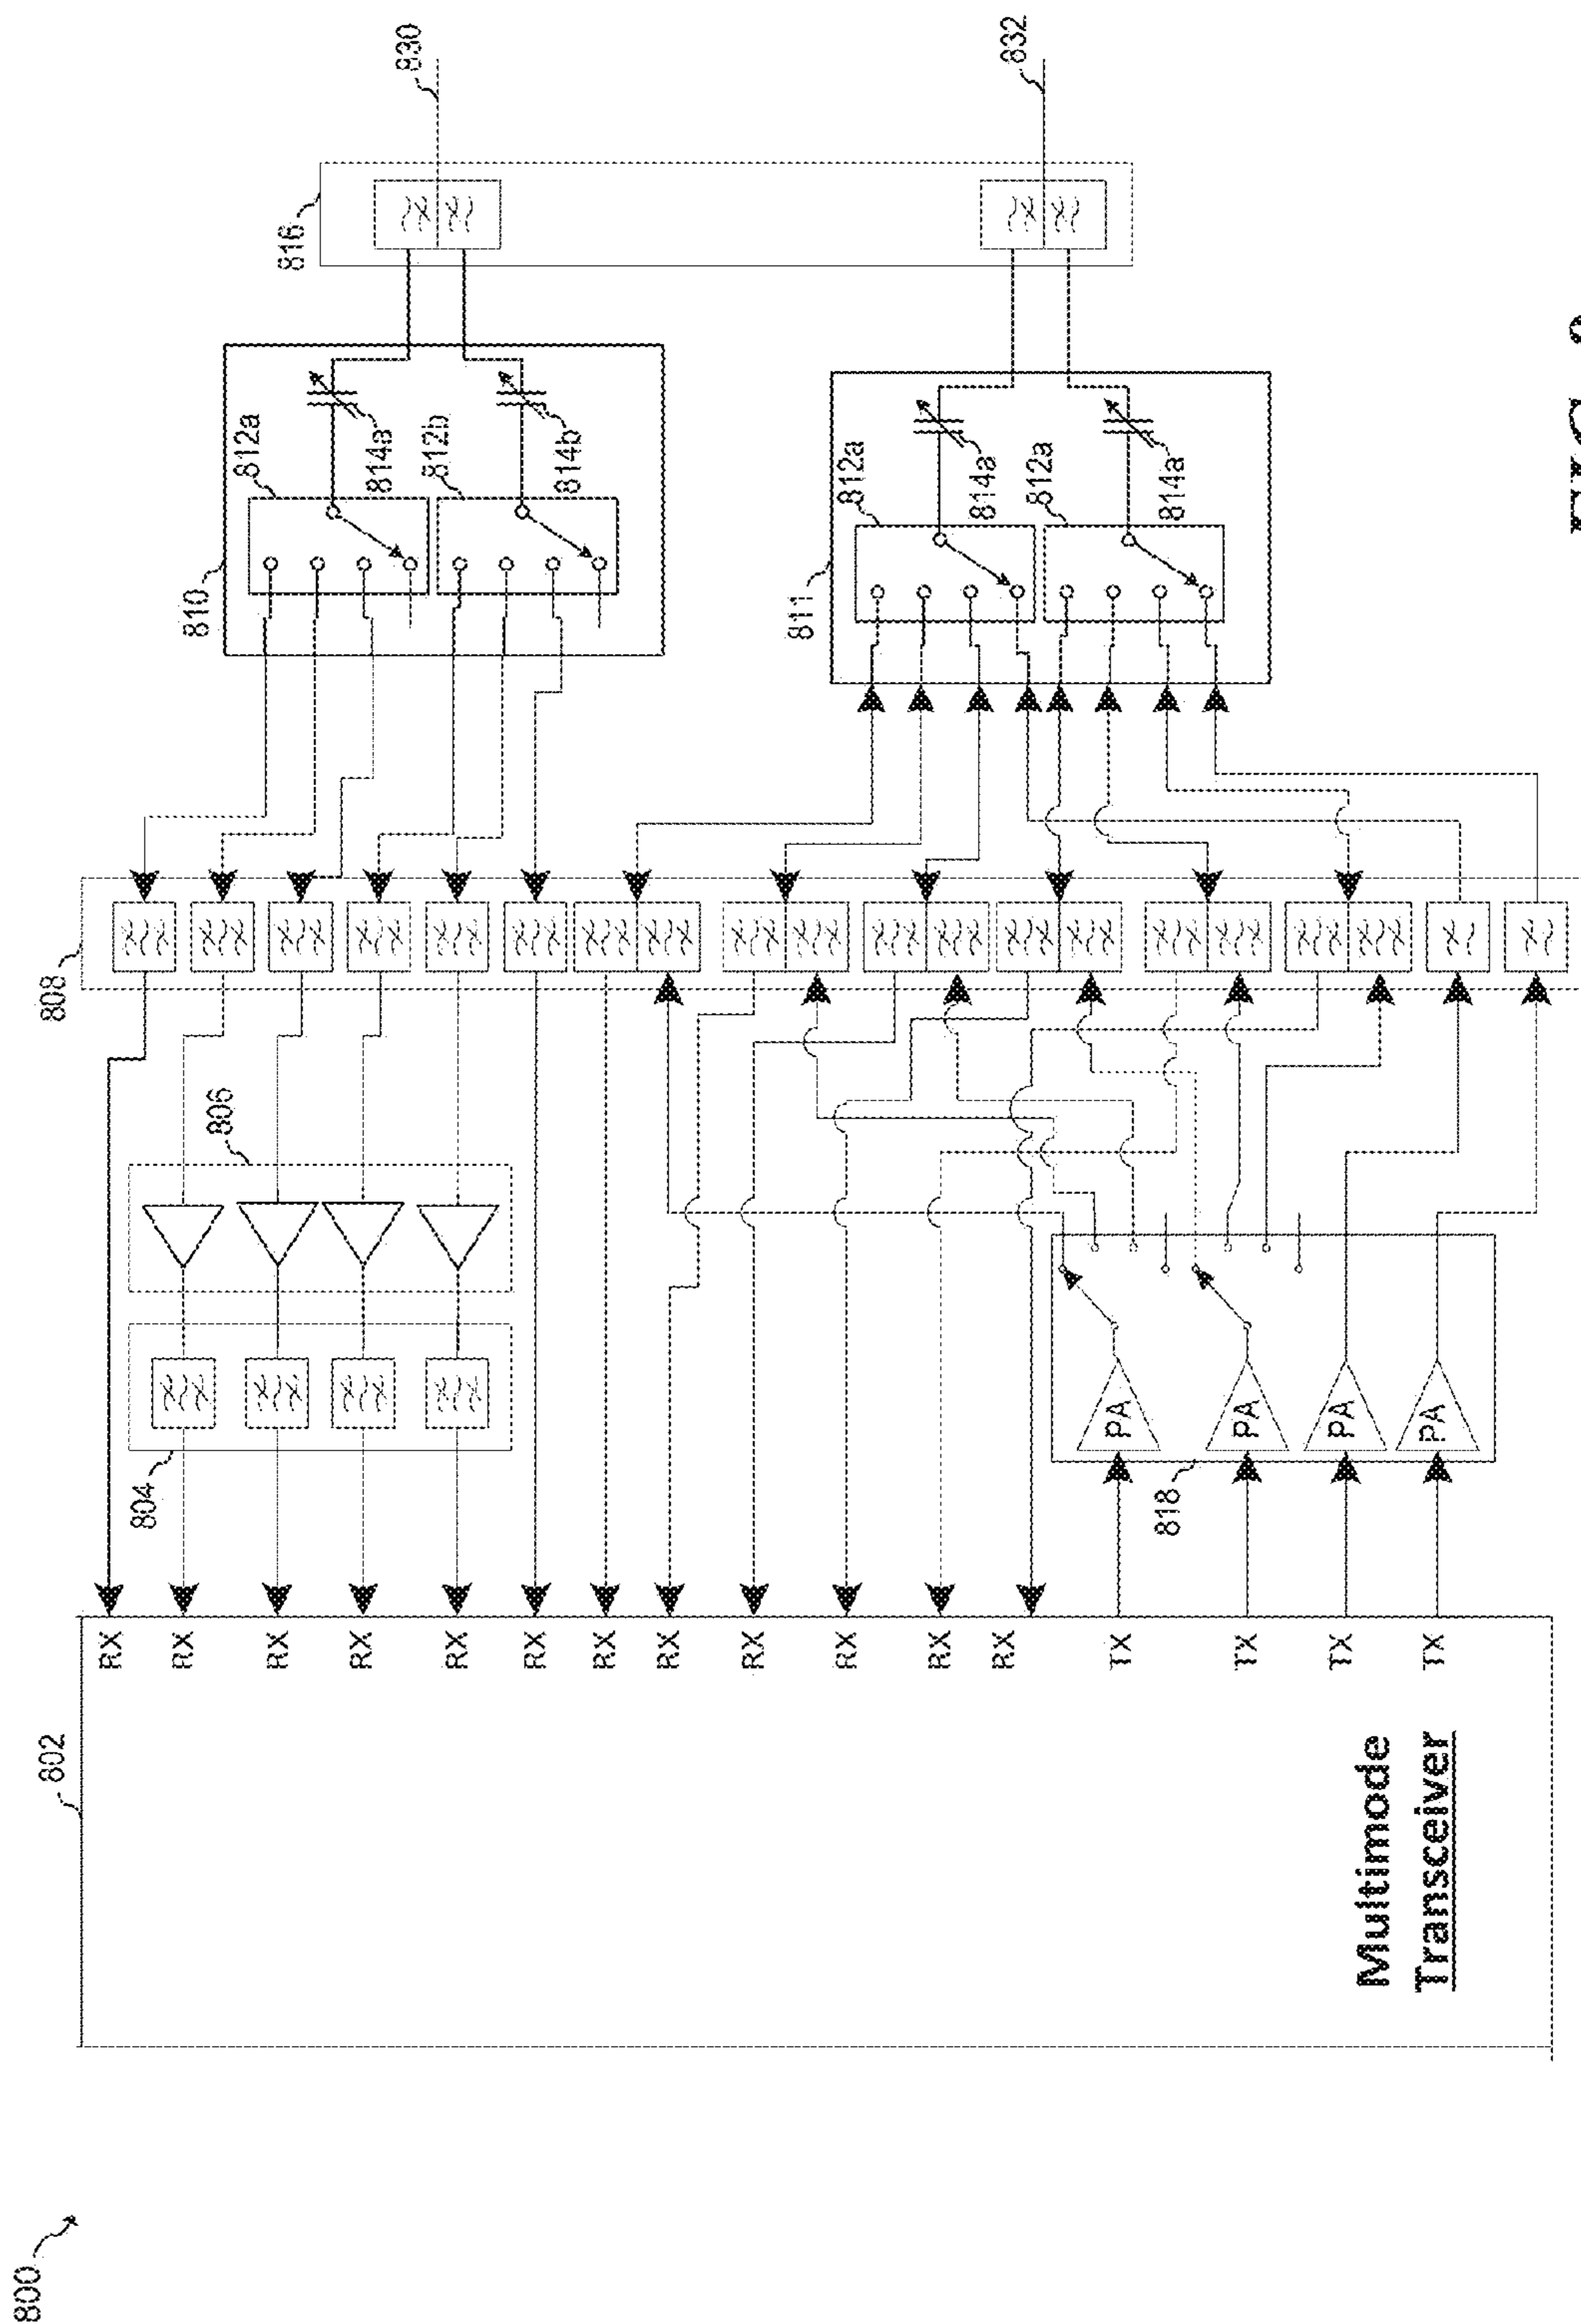 800
802
Multimode
Transceiver
RX
RX
RX
RX
RX
RX
RX
RX
RX
RX
RX
RX
TX
TX
TX
TX
804
806
808
818
PA
PA
PA
PA
810
812a
814a
812b
814b
811
812a
814a
812a
814a
816
830
832